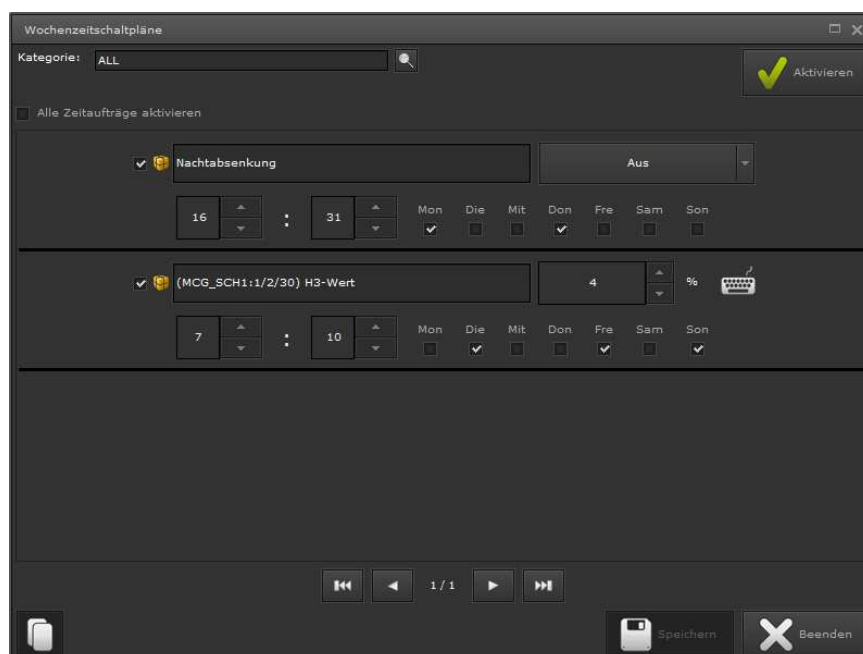 Wochenzeitschaltpläne
Kategorie: ALL
Aktivieren
Alle Zeitaufträge aktivieren
Nachtabsenkung Aus
Mon Die Mit Don Fre Sam Son
16 : 31
(MCG_SCH1:1/2/30) H3-Wert 4 %
Mon Die Mit Don Fre Sam Son
7 : 10
1 / 1
Speichern Beenden